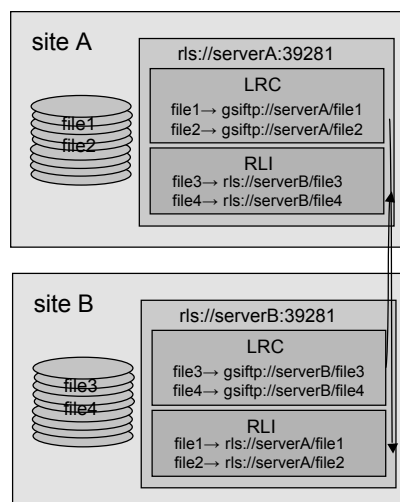 site A
rls://serverA:39281
LRC
file1→ gsiftp://serverA/file1
file2→ gsiftp://serverA/file2
file1
file2
RLI
file3→ rls://serverB/file3
file4→ rls://serverB/file4
site B
rls://serverB:39281
LRC
file3→ gsiftp://serverB/file3
file4→ gsiftp://serverB/file4
file3
file4
RLI
file1→ rls://serverA/file1
file2→ rls://serverA/file2